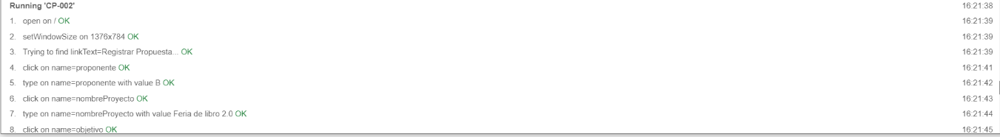 Running 'CP-002' 16:21:38
1. open on / OK 16:21:39
2. setWindowSize on 1376x784 OK 16:21:39
3. Trying to find linkText=Registrar Propuesta... OK 16:21:39
4. click on name=proponente OK 16:21:41
5. type on name=proponente with value B OK 16:21:42
6. click on name=nombreProyecto OK 16:21:43
7. type on name=nombreProyecto with value Feria de libro 2.0 OK 16:21:44
8. click on name=objetivo OK 16:21:45